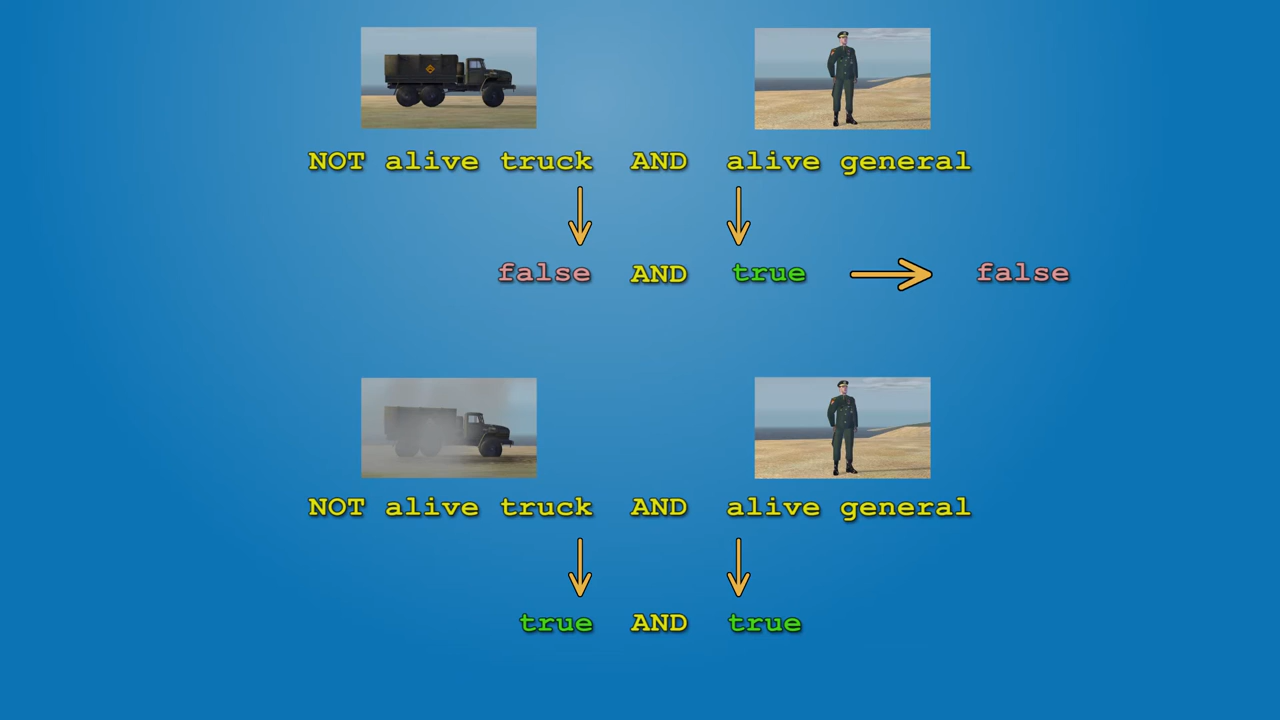 NOT alive truck AND alive general
false AND true false
NOT alive truck AND alive general
true AND true